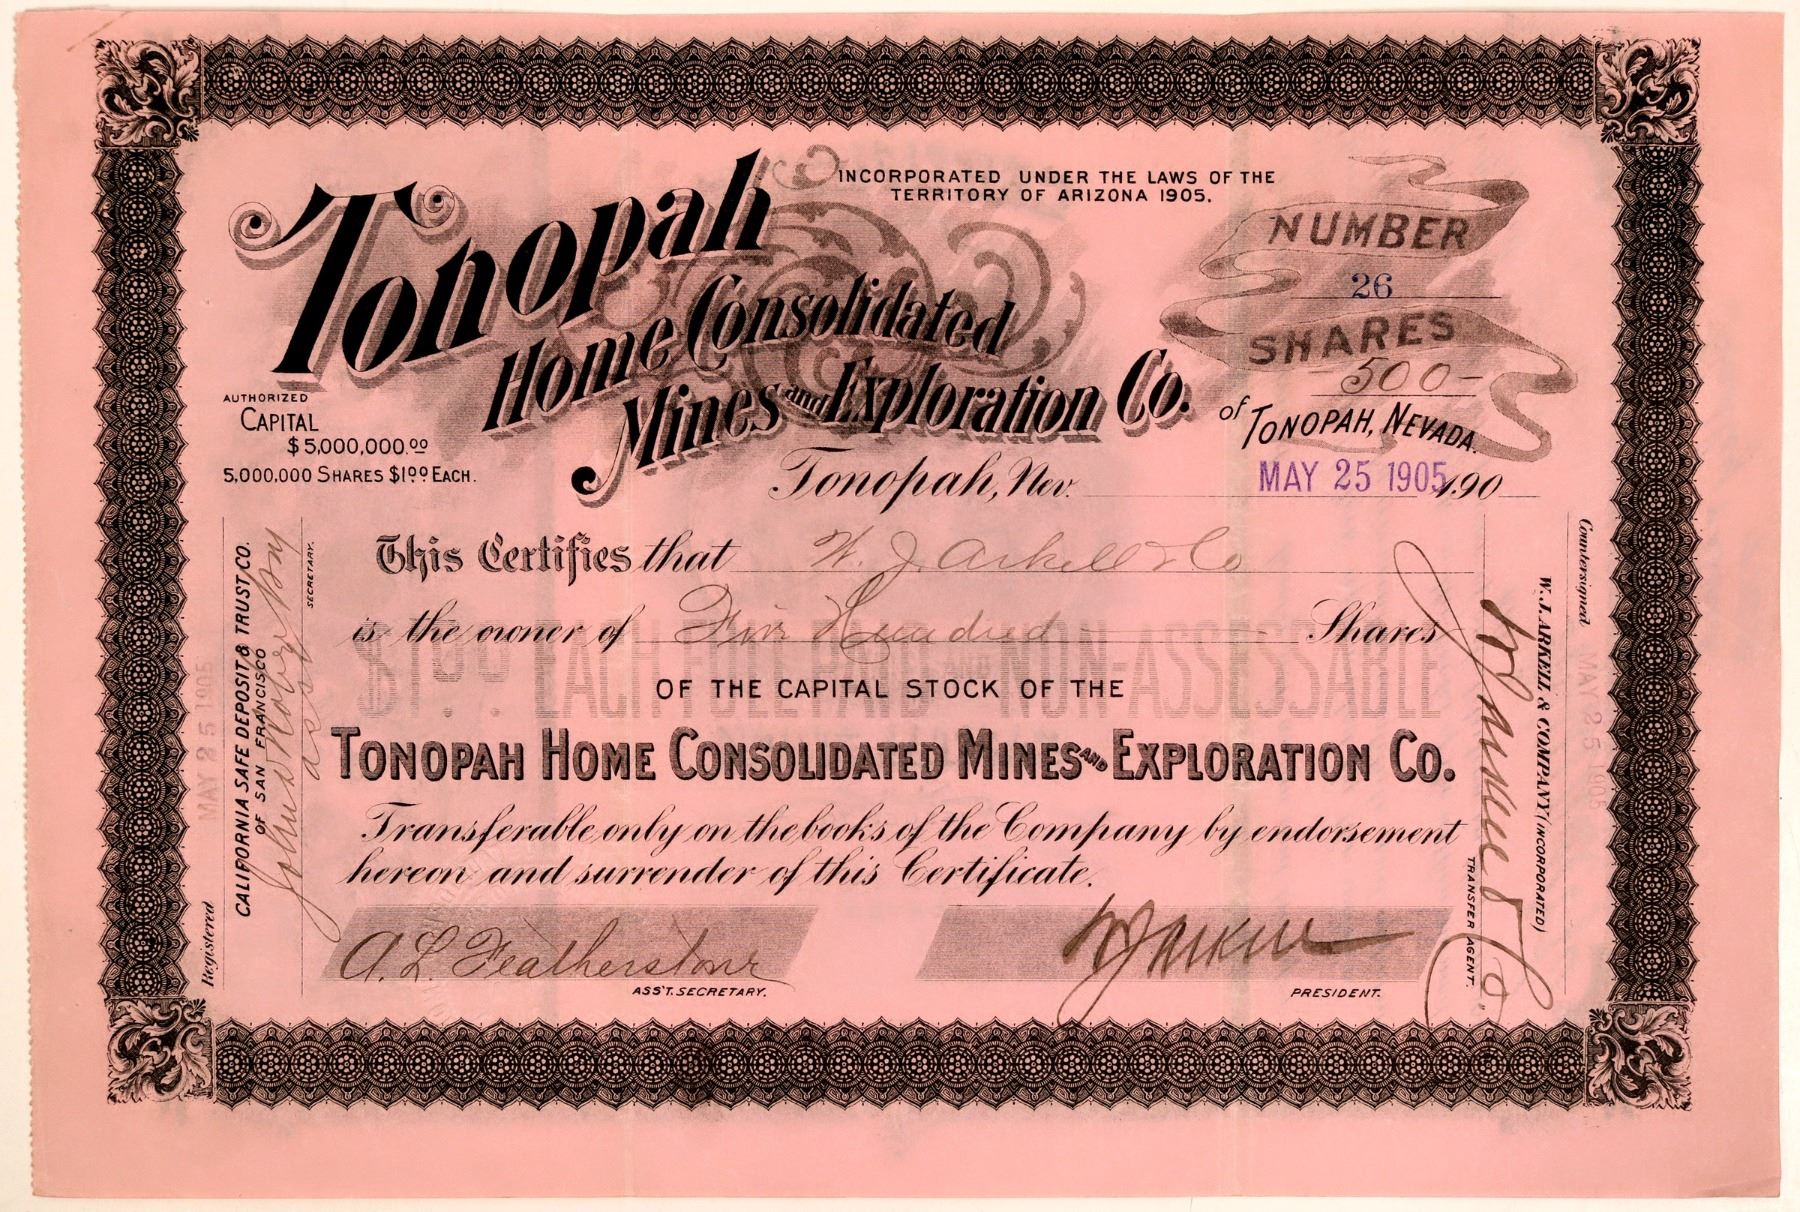 INCORPORATED UNDER THE LAWS OF THE
TERRITORY OF ARIZONA 1905.
Tonopah
Home Consolidated
Mines and Exploration Co.
NUMBER
26
SHARES
500
of TONOPAH, NEVADA.
AUTHORIZED
CAPITAL
$5,000,000.00
5,000,000 SHARES $1.00 EACH.
Tonopah, Nev. MAY 25 1905 190
This Certifies that W. J. Arkell & Co
is the owner of Five Hundred Shares
$1.00 EACH FULL PAID AND NON-ASSESSABLE
OF THE CAPITAL STOCK OF THE
TONOPAH HOME CONSOLIDATED MINES AND EXPLORATION CO.
Transferable only on the books of the Company by endorsement
hereon and surrender of this Certificate.
A. L. Featherstone
ASS'T. SECRETARY.
W J Arkell
PRESIDENT.
Registered
MAY 25 1905
CALIFORNIA SAFE DEPOSIT & TRUST CO.
OF SAN FRANCISCO
SECRETARY.
Countersigned
MAY 25 1905
W. J. ARKELL & COMPANY (INCORPORATED)
TRANSFER AGENT.